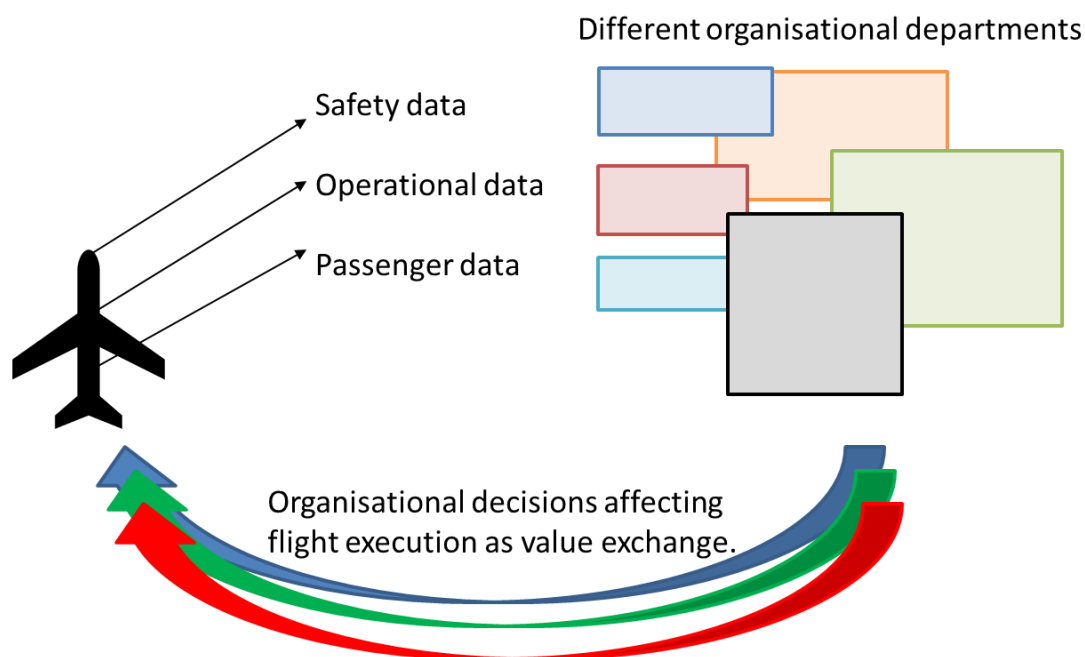 Different organisational departments
Safety data
Operational data
Passenger data
Organisational decisions affecting
flight execution as value exchange.